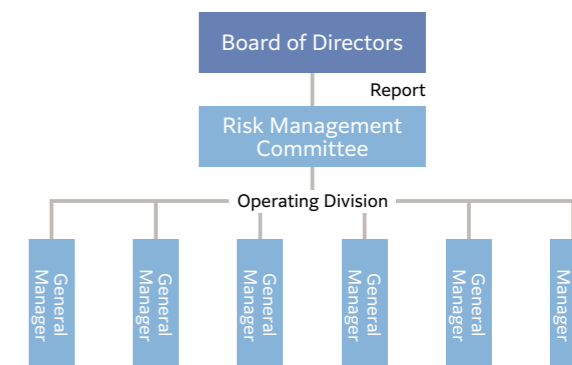 Board of Directors
Report
Risk Management
Committee
Operating Division
General
Manager
General
Manager
General
Manager
General
Manager
General
Manager
Manager